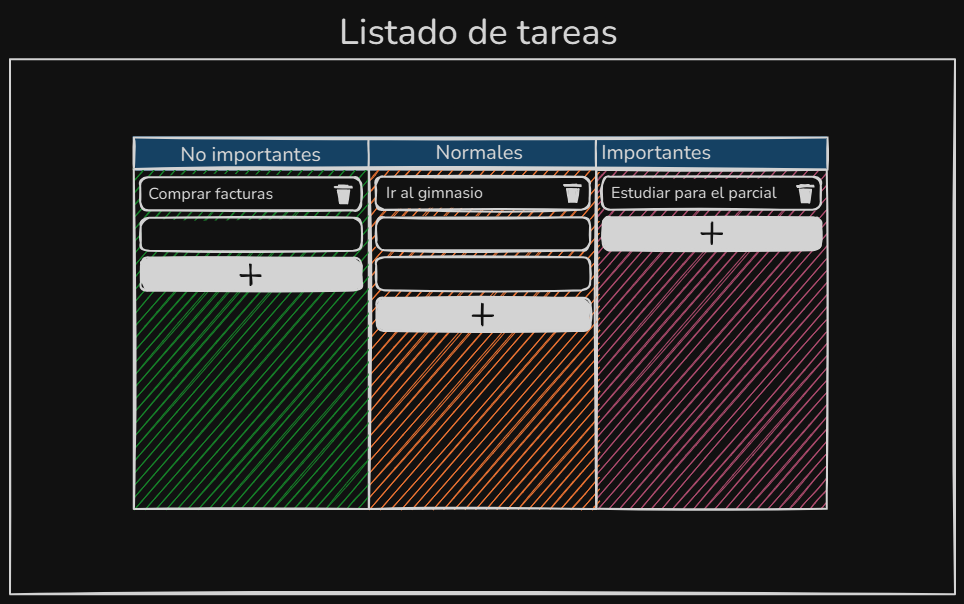 Listado de tareas
No importantes
Normales
Importantes
Comprar facturas
Ir al gimnasio
Estudiar para el parcial
+
+
+